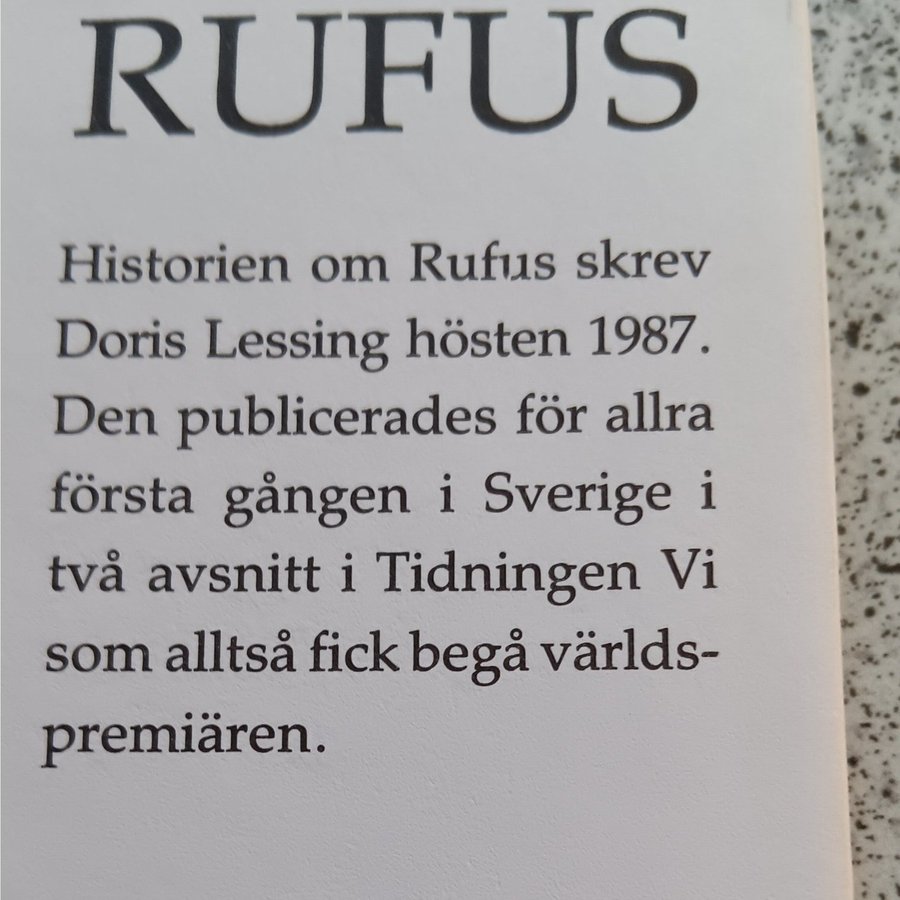 RUFUS
Historien om Rufus skrev
Doris Lessing hösten 1987.
Den publicerades för allra
första gången i Sverige i
två avsnitt i Tidningen Vi
som alltså fick begå världs-
premiären.